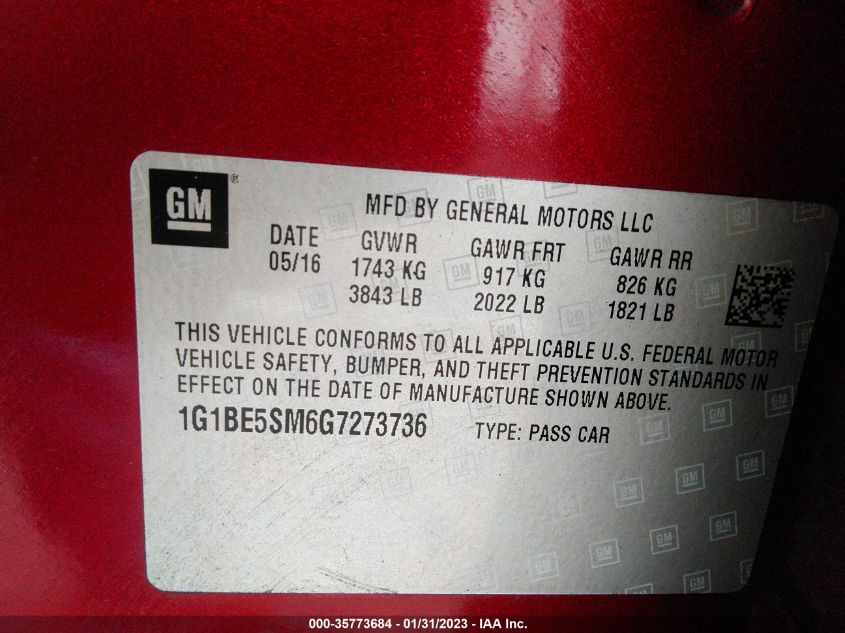 GM
MFD BY GENERAL MOTORS LLC
DATE GVWR GAWR FRT GAWR RR
05/16 1743 KG 917 KG 826 KG
3843 LB 2022 LB 1821 LB
THIS VEHICLE CONFORMS TO ALL APPLICABLE U.S. FEDERAL MOTOR
VEHICLE SAFETY, BUMPER, AND THEFT PREVENTION STANDARDS IN
EFFECT ON THE DATE OF MANUFACTURE SHOWN ABOVE.
1G1BE5SM6G7273736 TYPE: PASS CAR
000-35773684 - 01/31/2023 - IAA Inc.